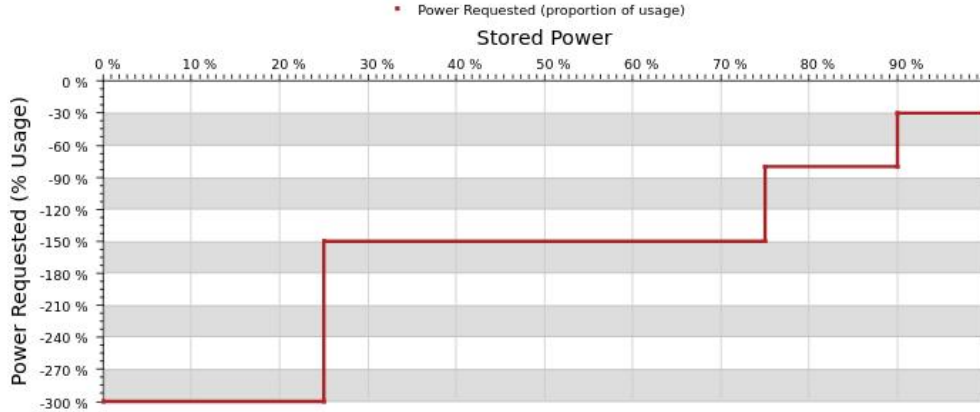 Power Requested (proportion of usage)
Stored Power
0 % 10 % 20 % 30 % 40 % 50 % 60 % 70 % 80 % 90 %
Power Requested (% Usage)
0 %
-30 %
-60 %
-90 %
-120 %
-150 %
-180 %
-210 %
-240 %
-270 %
-300 %